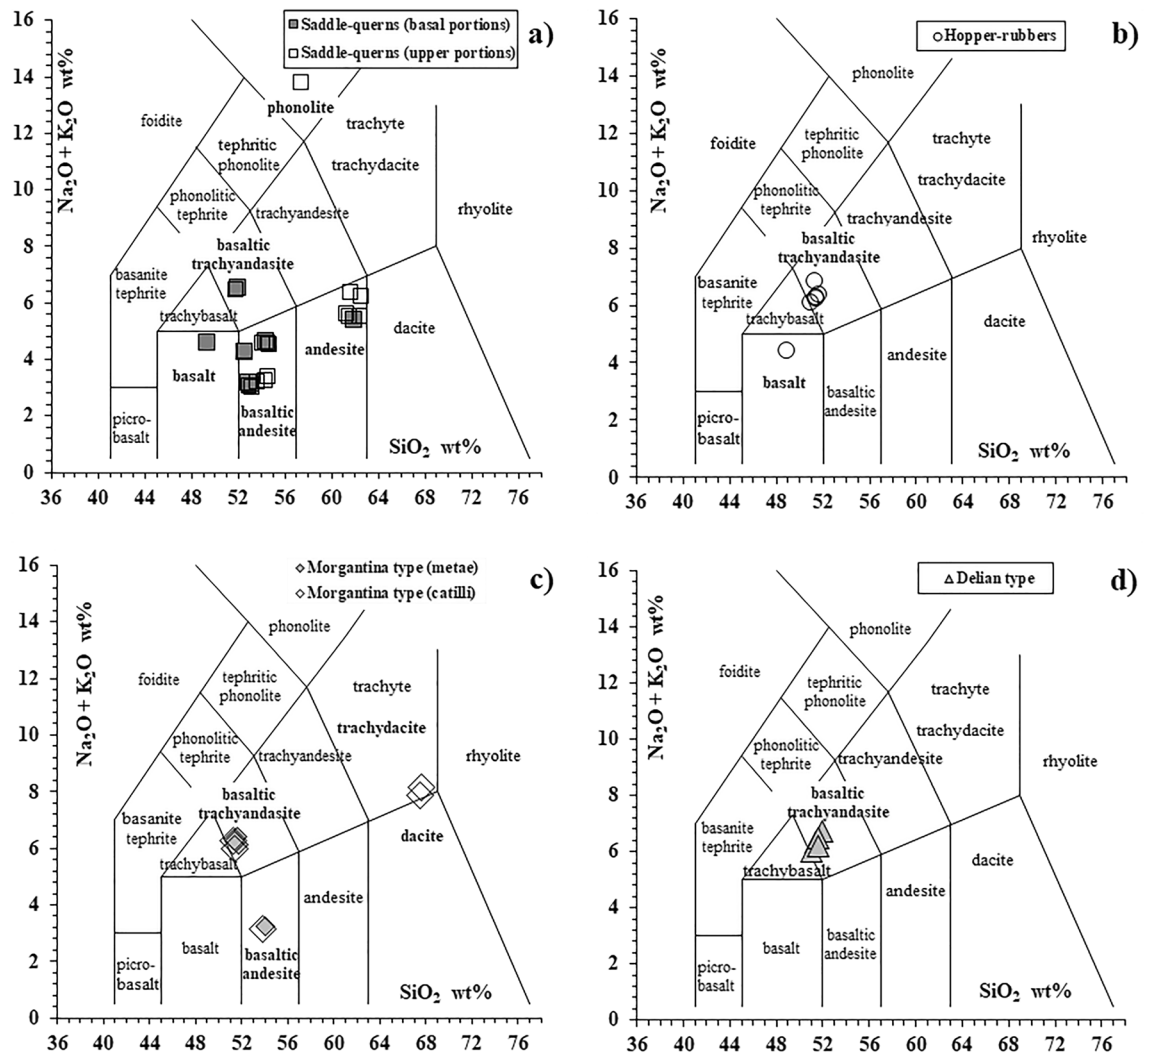 a)
Saddle-querns (basal portions)
Saddle-querns (upper portions)
Na₂O + K₂O wt%
16
14
12
10
8
6
4
2
0
phonolite
foidite
trachyte
tephritic
phonolite
trachydacite
phonolitic
tephrite
trachyandesite
rhyolite
basaltic
trachyandasite
basanite
tephrite
trachybasalt
dacite
andesite
basalt
basaltic
andesite
picro-
basalt
SiO₂ wt%
36 40 44 48 52 56 60 64 68 72 76
b)
Hopper-rubbers
Na₂O + K₂O wt%
16
14
12
10
8
6
4
2
0
phonolite
foidite
tephritic
phonolite
trachyte
trachydacite
phonolitic
tephrite
trachyandesite
rhyolite
basaltic
trachyandasite
basanite
tephrite
trachybasalt
dacite
andesite
basalt
basaltic
andesite
picro-
basalt
SiO₂ wt%
36 40 44 48 52 56 60 64 68 72 76
c)
Morgantina type (metae)
Morgantina type (catilli)
Na₂O + K₂O wt%
16
14
12
10
8
6
4
2
0
phonolite
foidite
tephritic
phonolite
trachyte
trachydacite
phonolitic
tephrite
trachyandesite
rhyolite
basaltic
trachyandasite
basanite
tephrite
trachybasalt
dacite
andesite
basalt
basaltic
andesite
picro-
basalt
SiO₂ wt%
36 40 44 48 52 56 60 64 68 72 76
d)
Delian type
Na₂O + K₂O wt%
16
14
12
10
8
6
4
2
0
phonolite
foidite
tephritic
phonolite
trachyte
trachydacite
phonolitic
tephrite
trachyandesite
rhyolite
basaltic
trachyandasite
basanite
tephrite
trachybasalt
dacite
andesite
basalt
basaltic
andesite
picro-
basalt
SiO₂ wt%
36 40 44 48 52 56 60 64 68 72 76